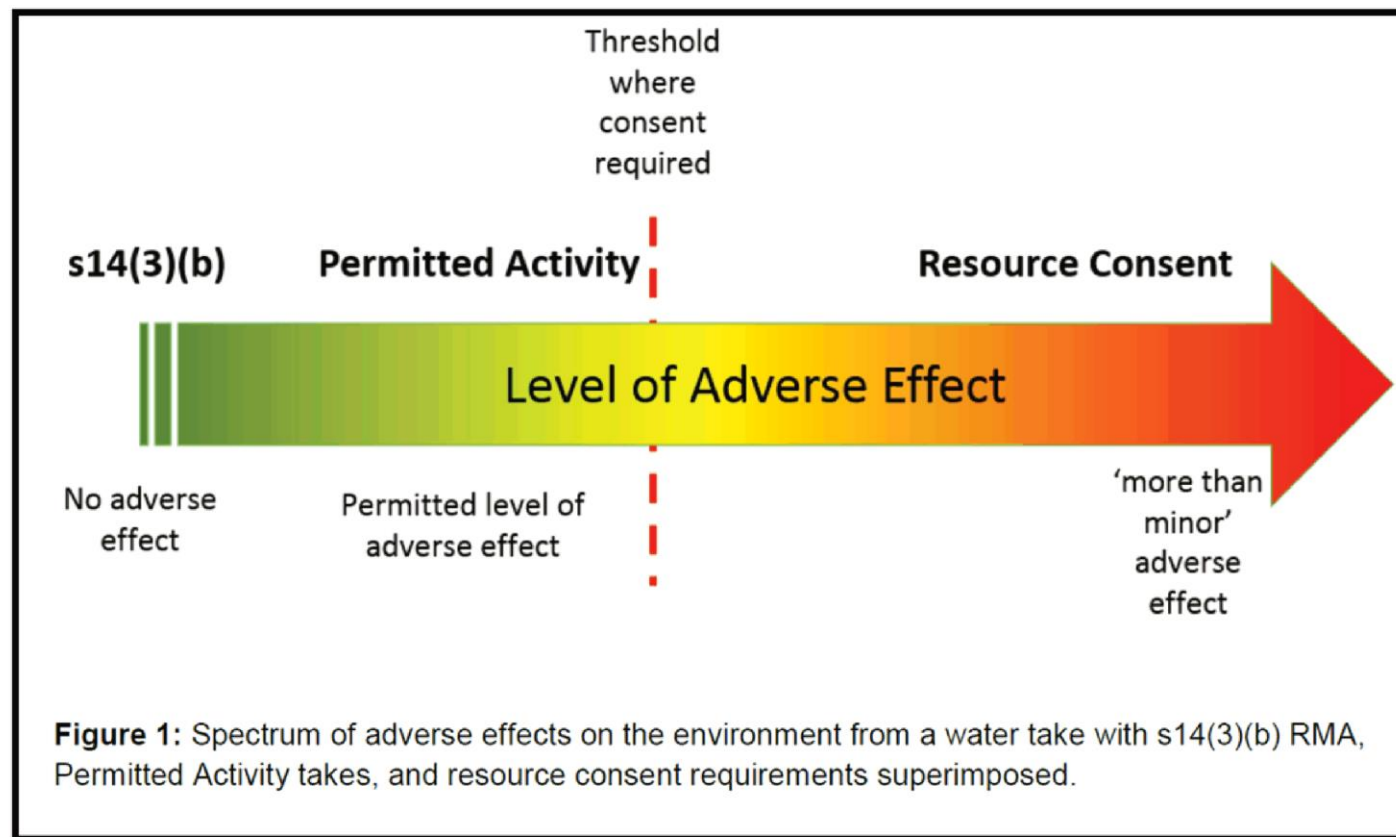 Threshold
where
consent
required
s14(3)(b)
Permitted Activity
Resource Consent
Level of Adverse Effect
No adverse
effect
Permitted level of
adverse effect
‘more than
minor’
adverse
effect
Figure 1: Spectrum of adverse effects on the environment from a water take with s14(3)(b) RMA,
Permitted Activity takes, and resource consent requirements superimposed.